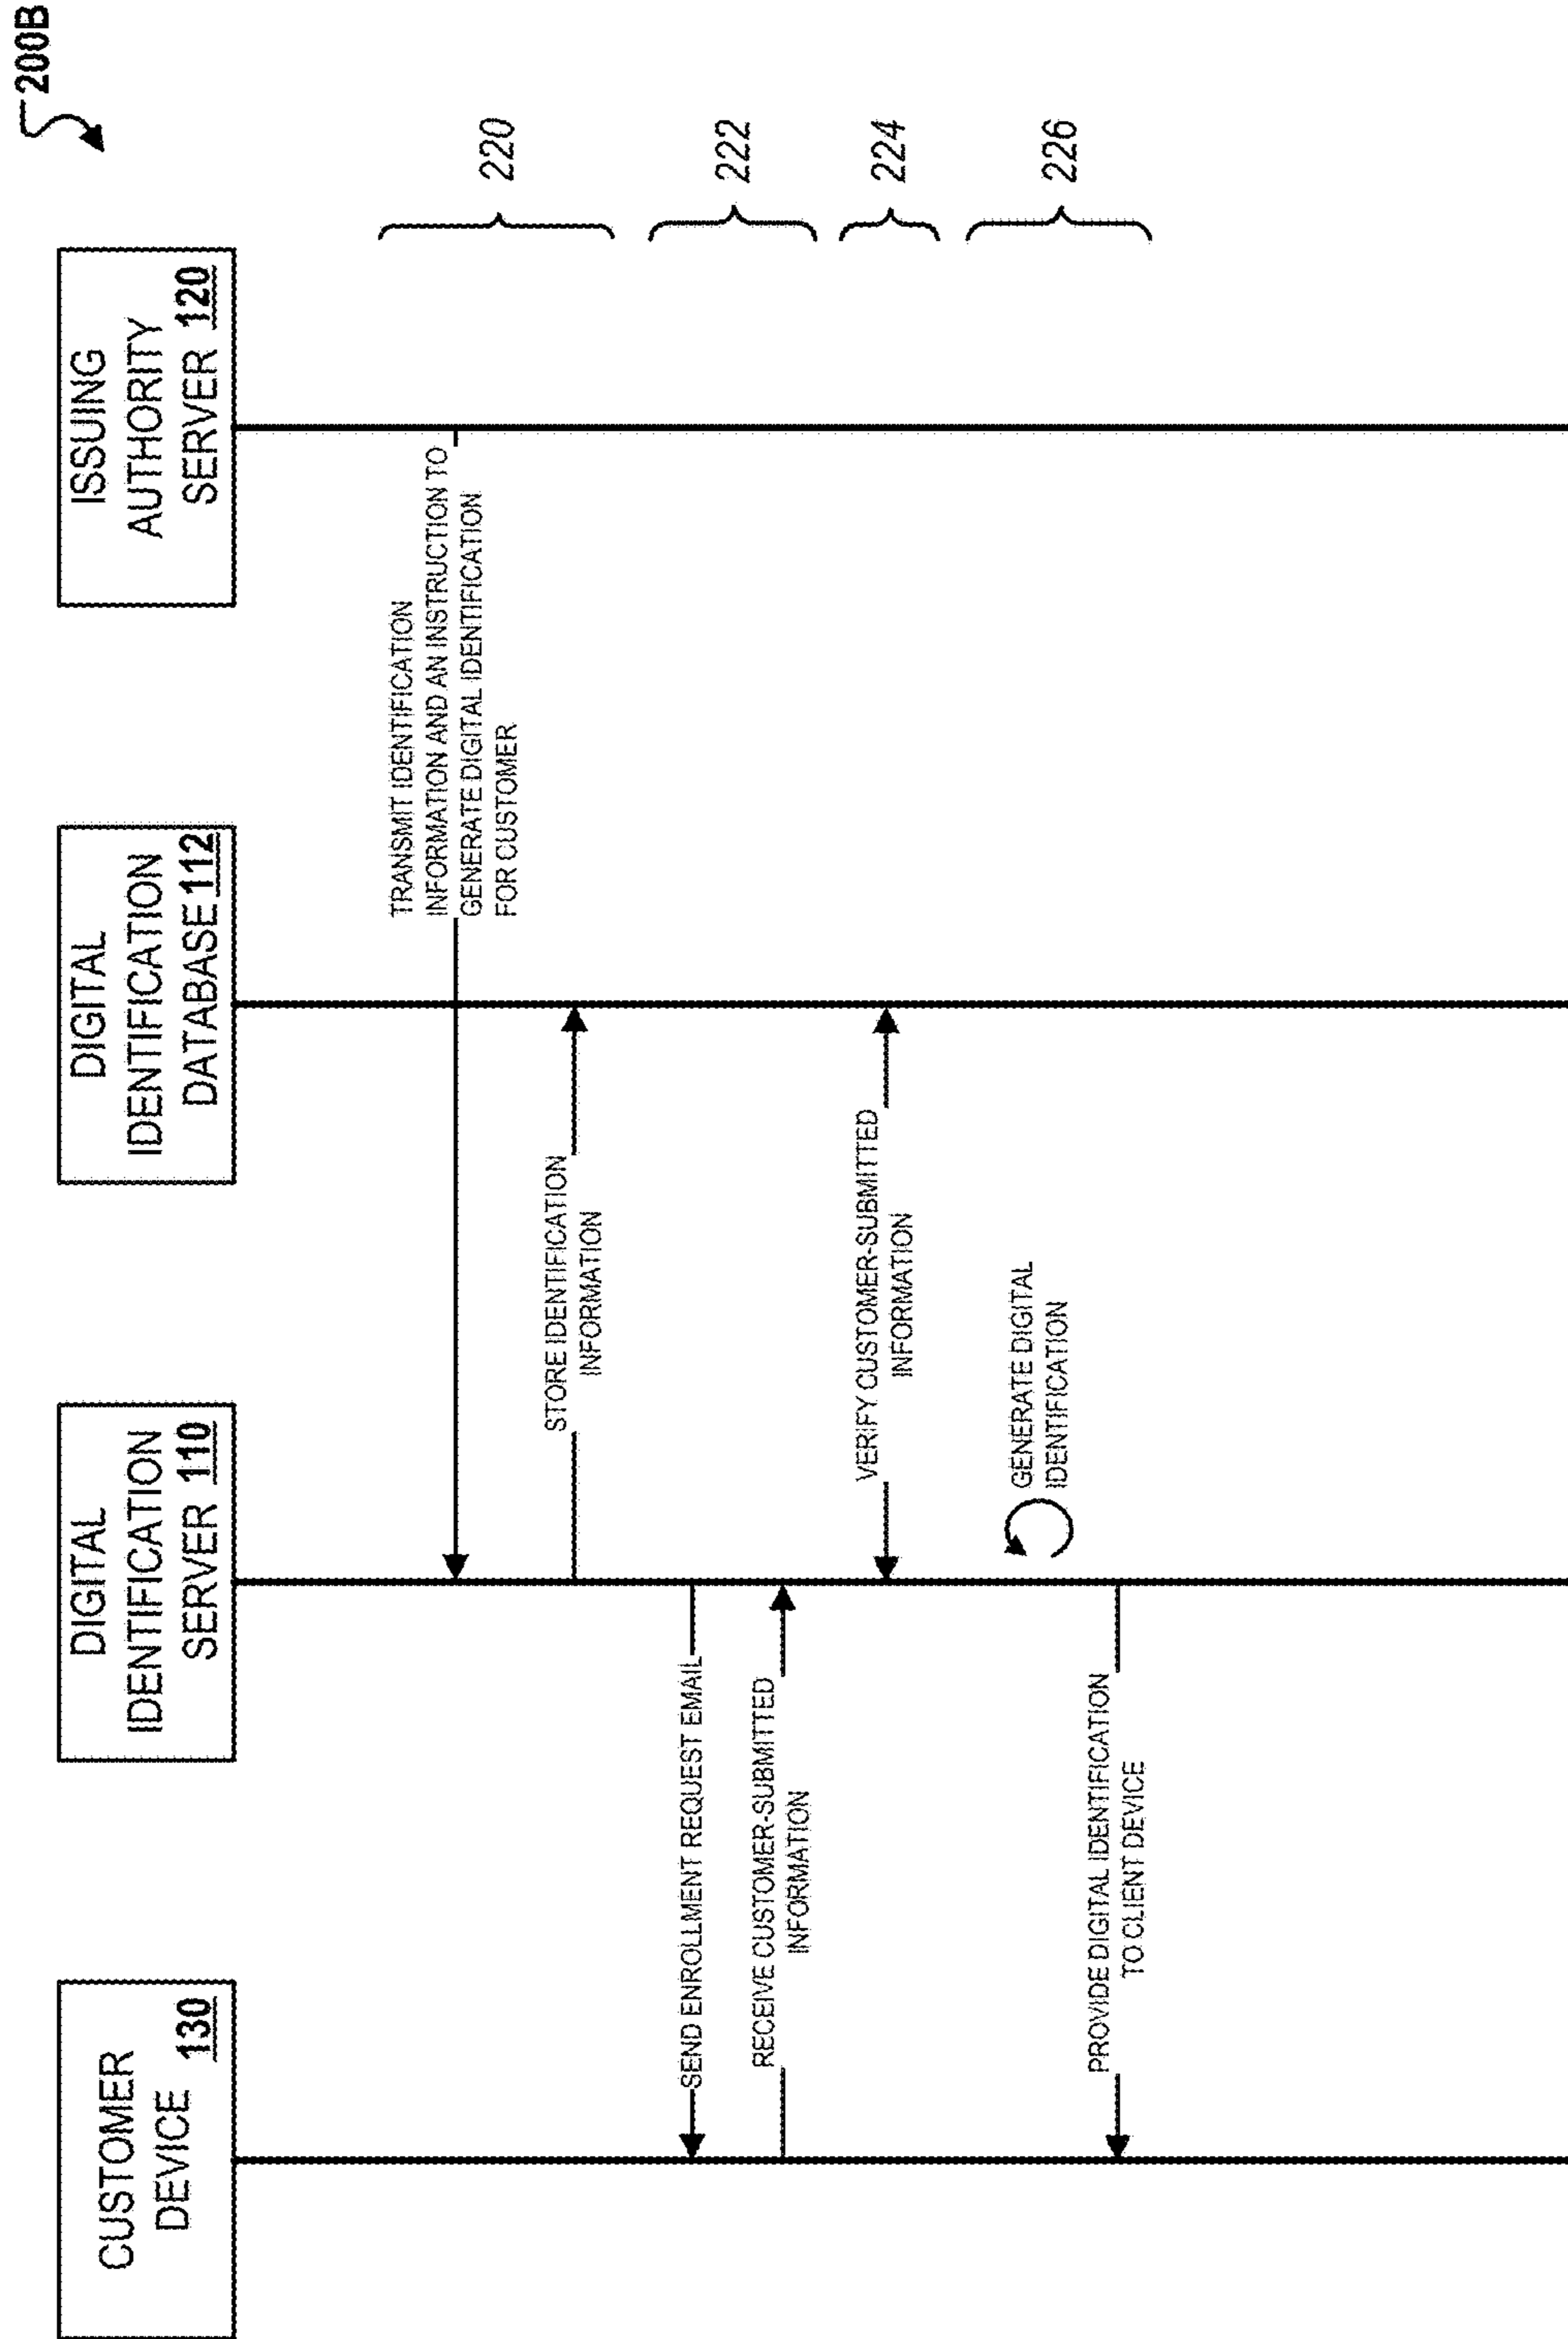 200B
CUSTOMER
DEVICE 130
DIGITAL
IDENTIFICATION
SERVER 110
DIGITAL
IDENTIFICATION
DATABASE 112
ISSUING
AUTHORITY
SERVER 120
TRANSMIT IDENTIFICATION
INFORMATION AND AN INSTRUCTION TO
GENERATE DIGITAL IDENTIFICATION
FOR CUSTOMER
220
STORE IDENTIFICATION
INFORMATION
SEND ENROLLMENT REQUEST EMAIL
222
RECEIVE CUSTOMER-SUBMITTED
INFORMATION
VERIFY CUSTOMER-SUBMITTED
INFORMATION
224
GENERATE DIGITAL
IDENTIFICATION
226
PROVIDE DIGITAL IDENTIFICATION
TO CLIENT DEVICE